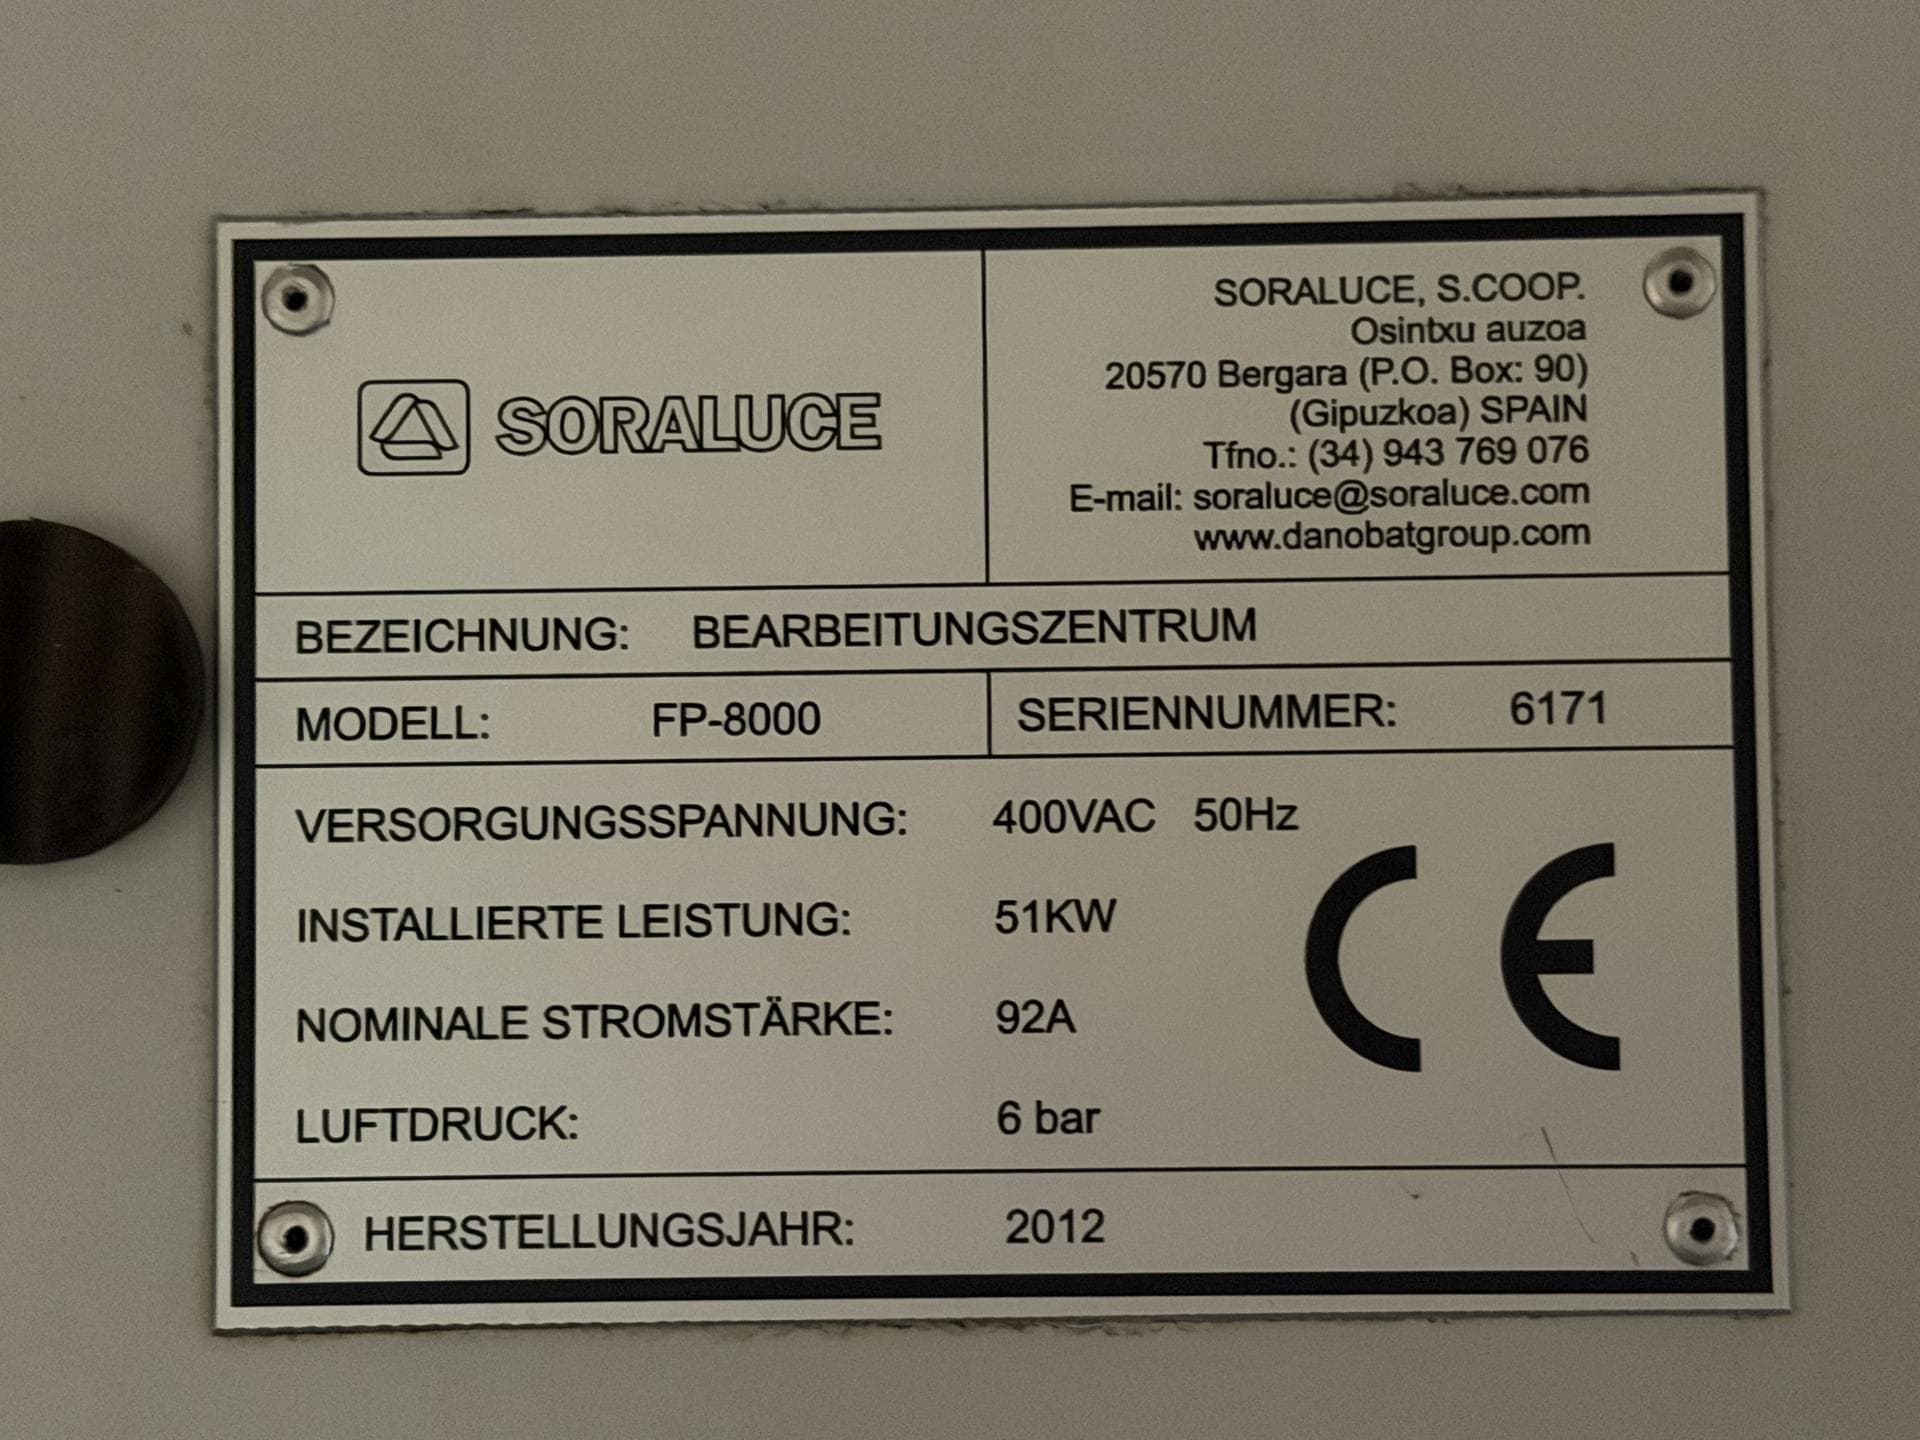 SORALUCE
SORALUCE, S.COOP.
Osintxu auzoa
20570 Bergara (P.O. Box: 90)
(Gipuzkoa) SPAIN
Tfno.: (34) 943 769 076
E-mail: soraluce@soraluce.com
www.danobatgroup.com
BEZEICHNUNG: BEARBEITUNGSZENTRUM
MODELL: FP-8000 SERIENNUMMER: 6171
VERSORGUNGSSPANNUNG: 400VAC 50Hz
INSTALLIERTE LEISTUNG: 51KW
NOMINALE STROMSTÄRKE: 92A
LUFTDRUCK: 6 bar
CE
HERSTELLUNGSJAHR: 2012